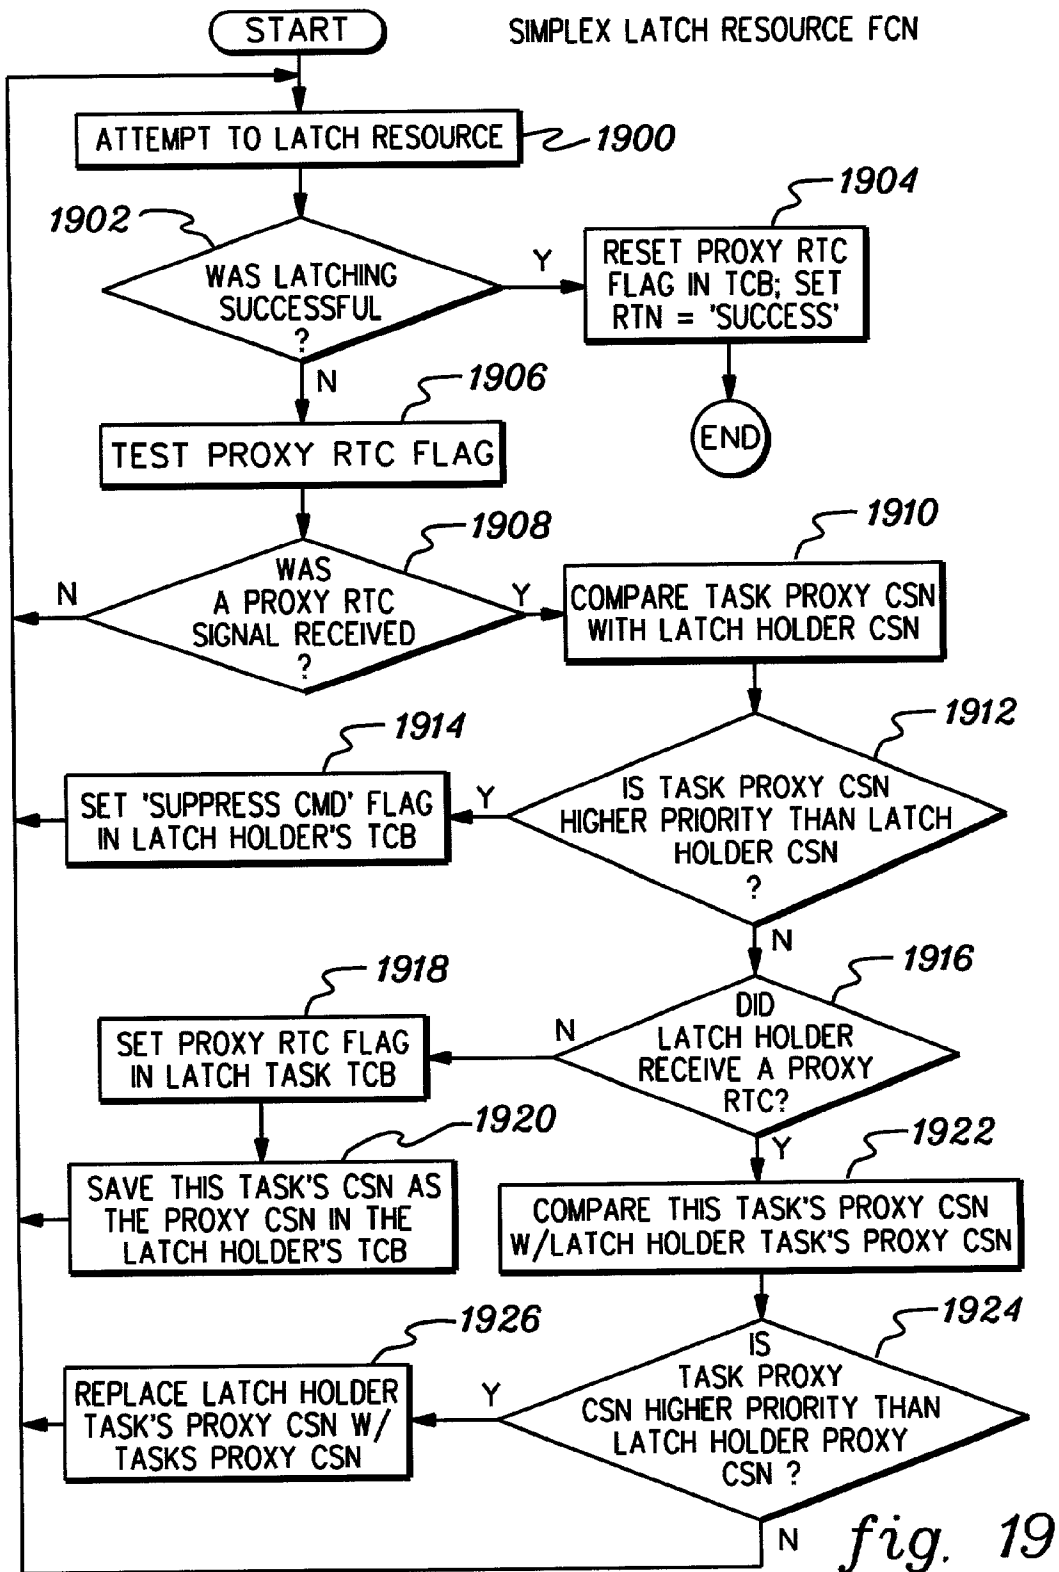 START
SIMPLEX LATCH RESOURCE FCN
ATTEMPT TO LATCH RESOURCE
1900
1902
WAS LATCHING
SUCCESSFUL
?
Y
N
1904
RESET PROXY RTC
FLAG IN TCB; SET
RTN = 'SUCCESS'
END
1906
TEST PROXY RTC FLAG
1908
WAS
A PROXY RTC
SIGNAL RECEIVED
?
N
Y
1910
COMPARE TASK PROXY CSN
WITH LATCH HOLDER CSN
1912
IS TASK PROXY CSN
HIGHER PRIORITY THAN LATCH
HOLDER CSN
?
Y
N
1914
SET 'SUPPRESS CMD' FLAG
IN LATCH HOLDER'S TCB
1916
DID
LATCH HOLDER
RECEIVE A PROXY
RTC?
N
Y
1918
SET PROXY RTC FLAG
IN LATCH TASK TCB
1920
SAVE THIS TASK'S CSN AS
THE PROXY CSN IN THE
LATCH HOLDER'S TCB
1922
COMPARE THIS TASK'S PROXY CSN
W/LATCH HOLDER TASK'S PROXY CSN
1924
IS
TASK PROXY
CSN HIGHER PRIORITY THAN
LATCH HOLDER PROXY
CSN ?
Y
N
1926
REPLACE LATCH HOLDER
TASK'S PROXY CSN W/
TASKS PROXY CSN
fig. 19